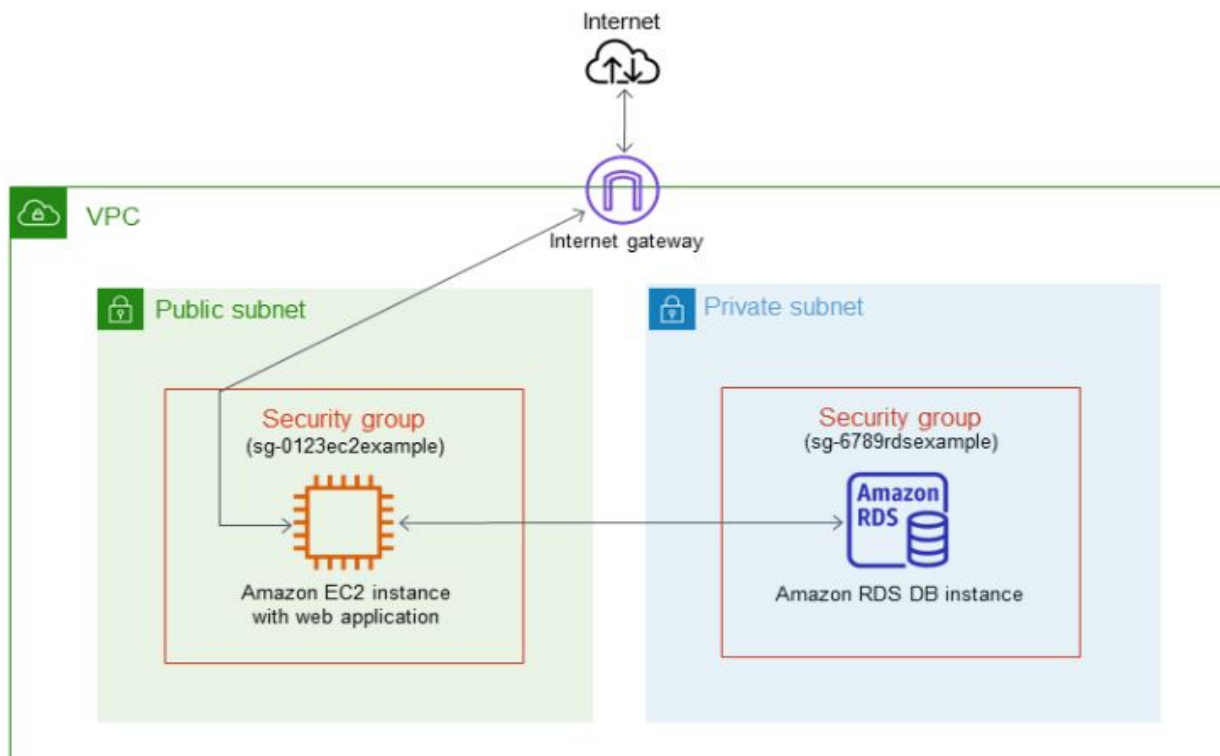 Internet
VPC
Internet gateway
Public subnet
Private subnet
Security group
(sg-0123ec2example)
Amazon EC2 instance
with web application
Security group
(sg-6789rdsexample)
Amazon
RDS
Amazon RDS DB instance